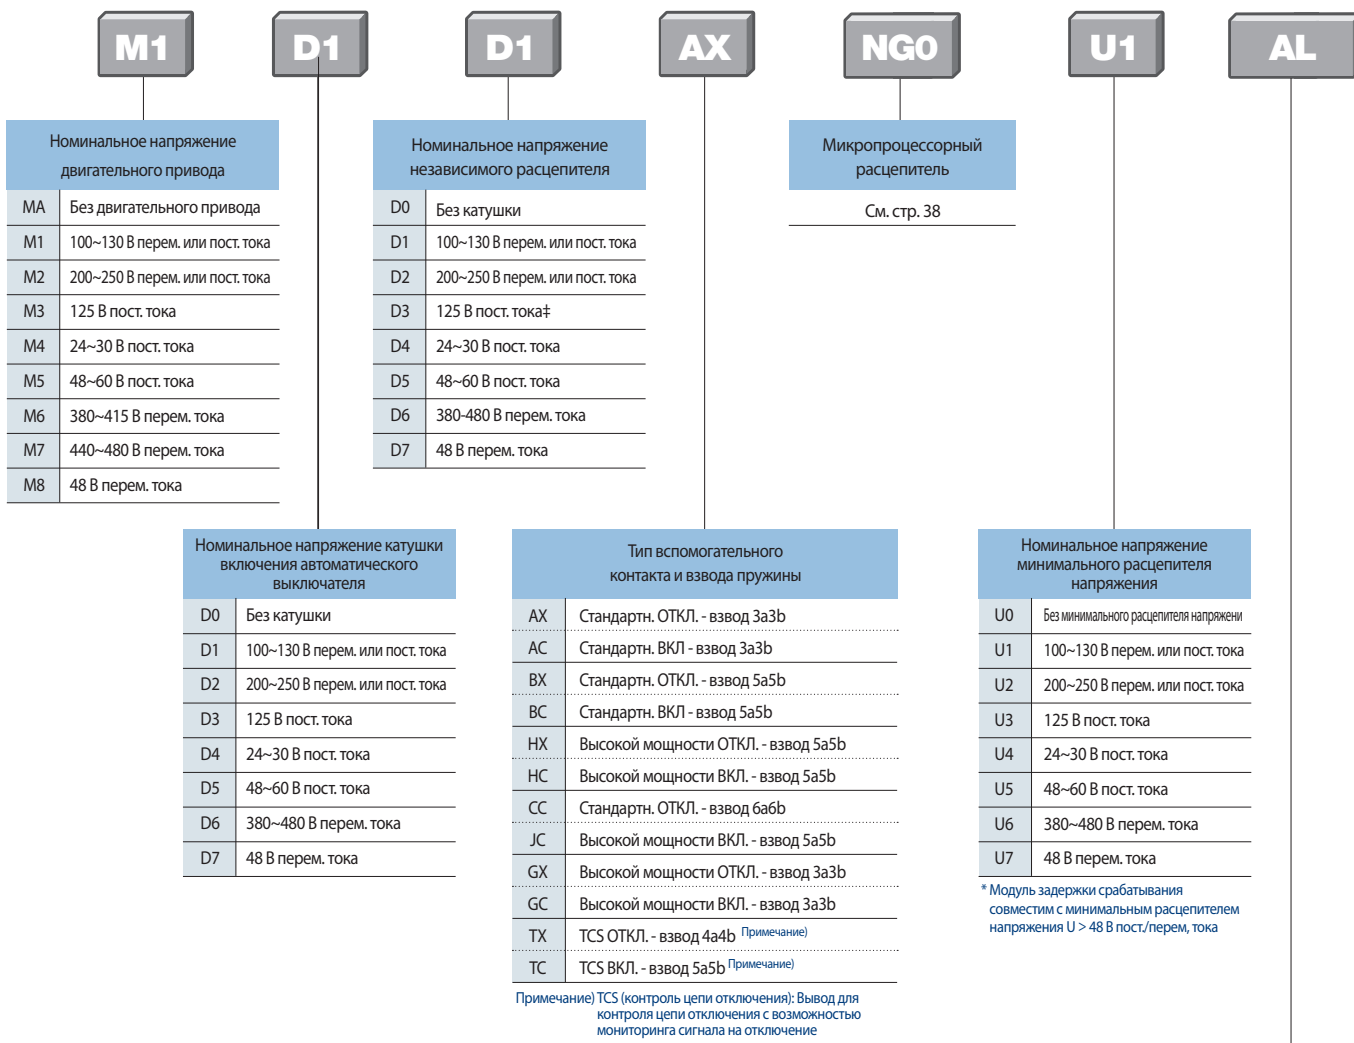 M1
D1
D1
AX
NG0
U1
AL
Номинальное напряжение
двигательного привода
MA Без двигательного привода
M1 100~130 В перем. или пост. тока
M2 200~250 В перем. или пост. тока
M3 125 В пост. тока
M4 24~30 В пост. тока
M5 48~60 В пост. тока
M6 380~415 В перем. тока
M7 440~480 В перем. тока
M8 48 В перем. тока
Номинальное напряжение
независимого расцепителя
D0 Без катушки
D1 100~130 В перем. или пост. тока
D2 200~250 В перем. или пост. тока
D3 125 В пост. тока‡
D4 24~30 В пост. тока
D5 48~60 В пост. тока
D6 380-480 В перем. тока
D7 48 В перем. тока
Микропроцессорный
расцепитель
См. стр. 38
Номинальное напряжение катушки
включения автоматического
выключателя
D0 Без катушки
D1 100~130 В перем. или пост. тока
D2 200~250 В перем. или пост. тока
D3 125 В пост. тока
D4 24~30 В пост. тока
D5 48~60 В пост. тока
D6 380~480 В перем. тока
D7 48 В перем. тока
Тип вспомогательного
контакта и взвода пружины
AX Стандартн. ОТКЛ. - взвод 3a3b
AC Стандартн. ВКЛ - взвод 3a3b
BX Стандартн. ОТКЛ. - взвод 5a5b
BC Стандартн. ВКЛ - взвод 5a5b
HX Высокой мощности ОТКЛ. - взвод 5a5b
HC Высокой мощности ВКЛ. - взвод 5a5b
CC Стандартн. ОТКЛ. - взвод 6a6b
JC Высокой мощности ВКЛ. - взвод 5a5b
GX Высокой мощности ОТКЛ. - взвод 3a3b
GC Высокой мощности ВКЛ. - взвод 3a3b
TX TCS ОТКЛ. - взвод 4a4b Примечание)
TC TCS ВКЛ. - взвод 5a5b Примечание)
Примечание) TCS (контроль цепи отключения): Вывод для
контроля цепи отключения с возможностью
мониторинга сигнала на отключение
Номинальное напряжение
минимального расцепителя
напряжения
U0 Без минимального расцепителя напряжени
U1 100~130 В перем. или пост. тока
U2 200~250 В перем. или пост. тока
U3 125 В пост. тока
U4 24~30 В пост. тока
U5 48~60 В пост. тока
U6 380~480 В перем. тока
U7 48 В перем. тока
* Модуль задержки срабатывания
совместим с минимальным расцепителем
напряжения U > 48 В пост./перем, тока